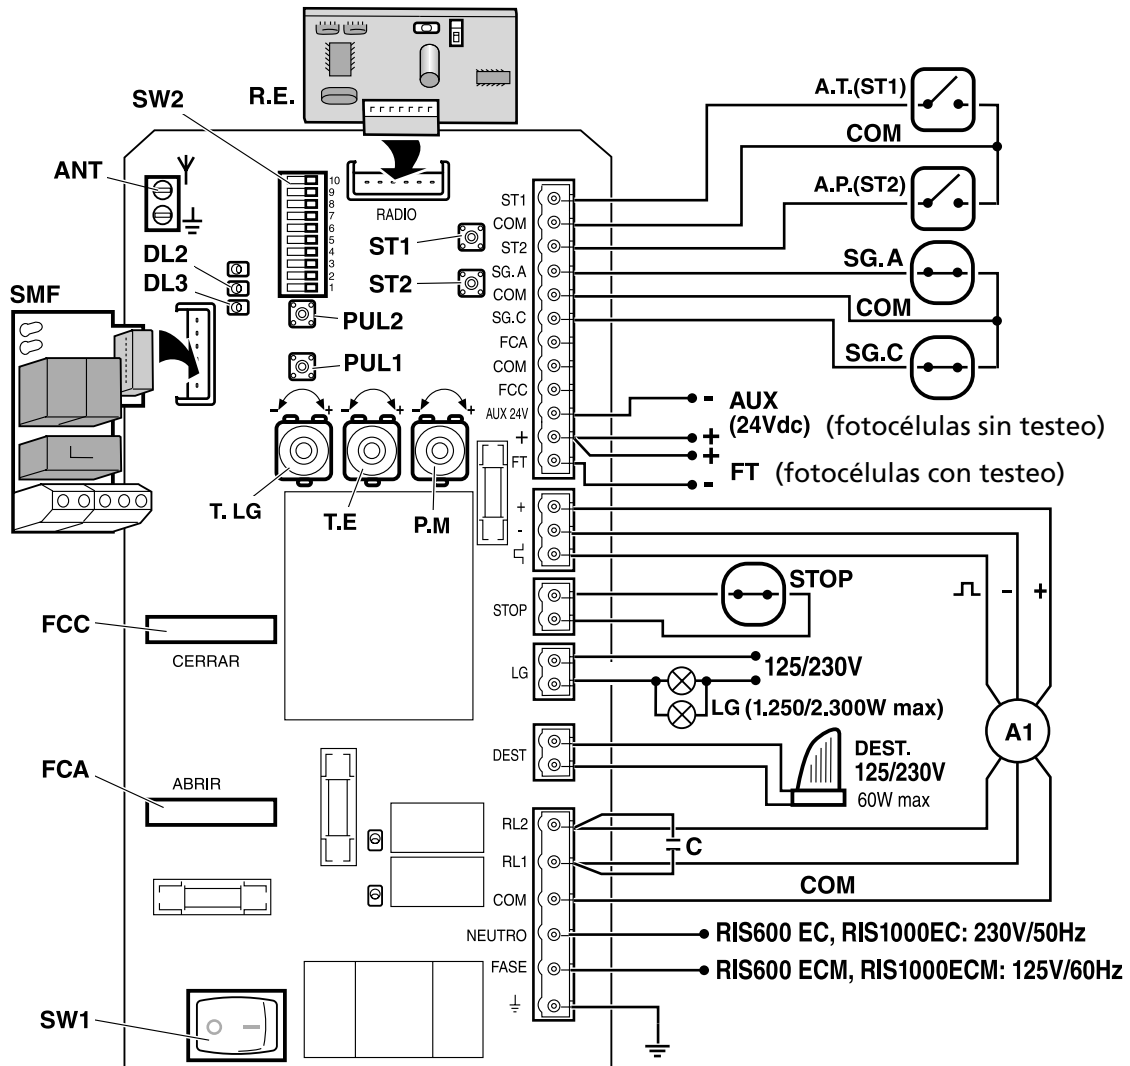 R.E.
SW2
ANT
10
9
8
7
6
5
4
3
2
1
RADIO
ST1
ST2
DL2
DL3
SMF
PUL2
PUL1
- +
- +
- +
T. LG
T.E
P.M
FCC
CERRAR
FCA
ABRIR
SW1
ST1
COM
ST2
SG.A
COM
SG.C
FCA
COM
FCC
AUX 24V
+
FT
+
-
STOP
LG
DEST
RL2
RL1
COM
NEUTRO
FASE
A.T.(ST1)
COM
A.P.(ST2)
SG.A
COM
SG.C
- AUX
(24Vdc) (fotocélulas sin testeo)
+
+
FT (fotocélulas con testeo)
-
STOP
- +
125/230V
LG (1.250/2.300W max)
A1
DEST.
125/230V
60W max
C
COM
RIS600 EC, RIS1000EC: 230V/50Hz
RIS600 ECM, RIS1000ECM: 125V/60Hz